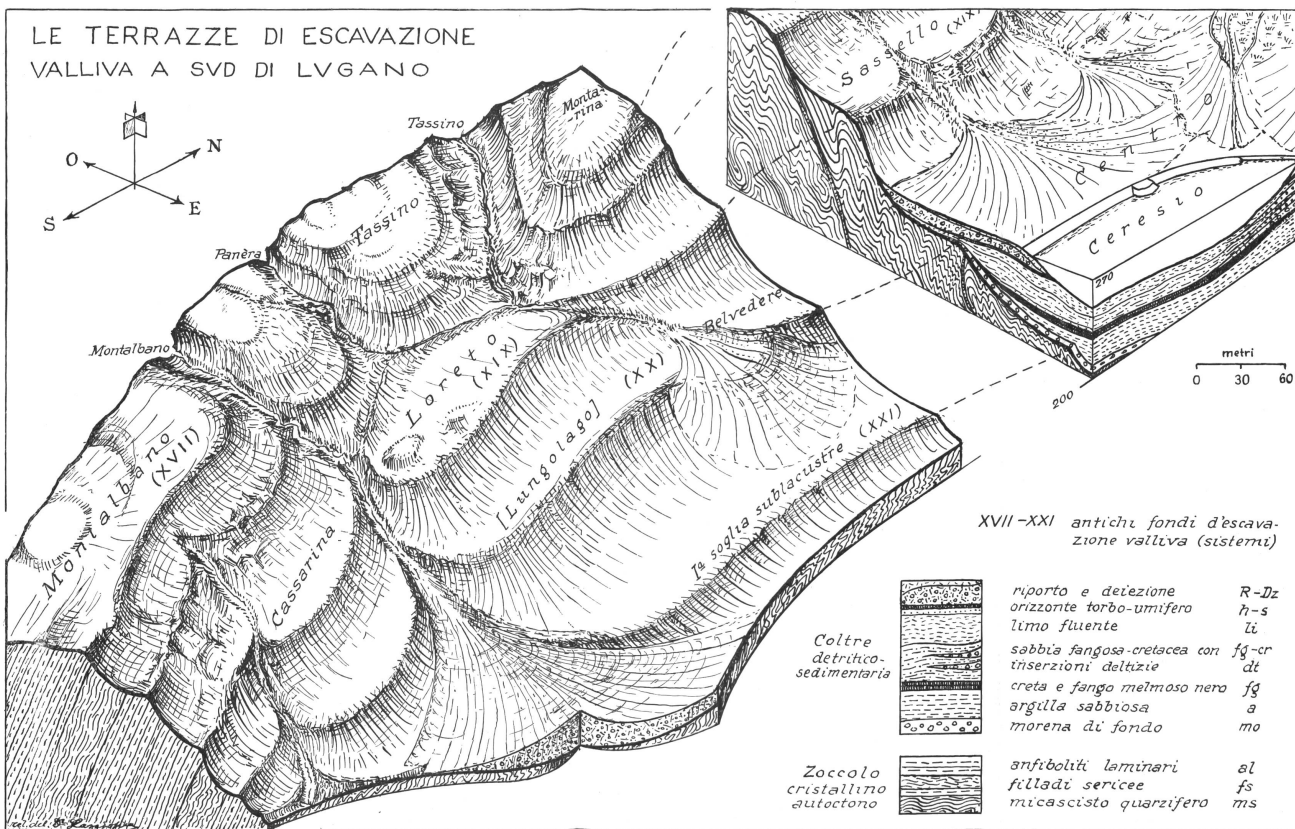 LE TERRAZZE DI ESCAVAZIONE
VALLIVA A SVD DI LVGANO
O
N
S
E
Montalbano
Panèra
Tassino
Monta-
rina
Tassino
Montalbano
(XVII)
Cassarina
Loreto
(XIX)
[Lungolago]
(XXI)
Belvedere
Iª soglia sublacustre (XXI)
Sassello (XIX)
Centro
Ceresio
270
200
metri
0 30 60
XVII-XXI antichi fondi d'escava-
zione valliva (sistemi)
Coltre
detritico-
sedimentaria
riporto e deiezione R-Dz
orizzonte torbo-umifero h-s
limo fluente li
sabbia fangosa-cretacea con fg-cr
inserzioni deltizie dt
creta e fango melmoso nero fg
argilla sabbiosa a
morena di fondo mo
Zoccolo
cristallino
autoctono
anfiboliti laminari al
filladi sericee fs
micascisto quarzifero ms